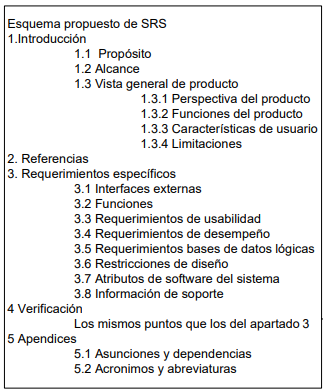 Esquema propuesto de SRS
1.Introducción
1.1 Propósito
1.2 Alcance
1.3 Vista general de producto
1.3.1 Perspectiva del producto
1.3.2 Funciones del producto
1.3.3 Características de usuario
1.3.4 Limitaciones
2. Referencias
3. Requerimientos específicos
3.1 Interfaces externas
3.2 Funciones
3.3 Requerimientos de usabilidad
3.4 Requerimientos de desempeño
3.5 Requerimientos bases de datos lógicas
3.6 Restricciones de diseño
3.7 Atributos de software del sistema
3.8 Información de soporte
4 Verificación
Los mismos puntos que los del apartado 3
5 Apendices
5.1 Asunciones y dependencias
5.2 Acronimos y abreviaturas